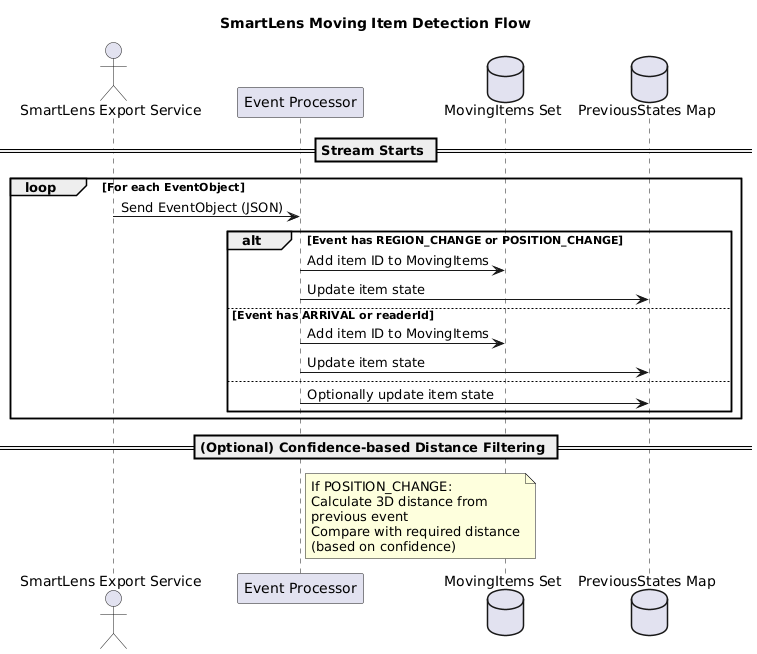 SmartLens Moving Item Detection Flow
SmartLens Export Service
Event Processor
MovingItems Set
PreviousStates Map
Stream Starts
loop
[For each EventObject]
Send EventObject (JSON)
alt
[Event has REGION_CHANGE or POSITION_CHANGE]
Add item ID to MovingItems
Update item state
[Event has ARRIVAL or readerId]
Add item ID to MovingItems
Update item state
Optionally update item state
(Optional) Confidence-based Distance Filtering
If POSITION_CHANGE:
Calculate 3D distance from
previous event
Compare with required distance
(based on confidence)
SmartLens Export Service
Event Processor
MovingItems Set
PreviousStates Map